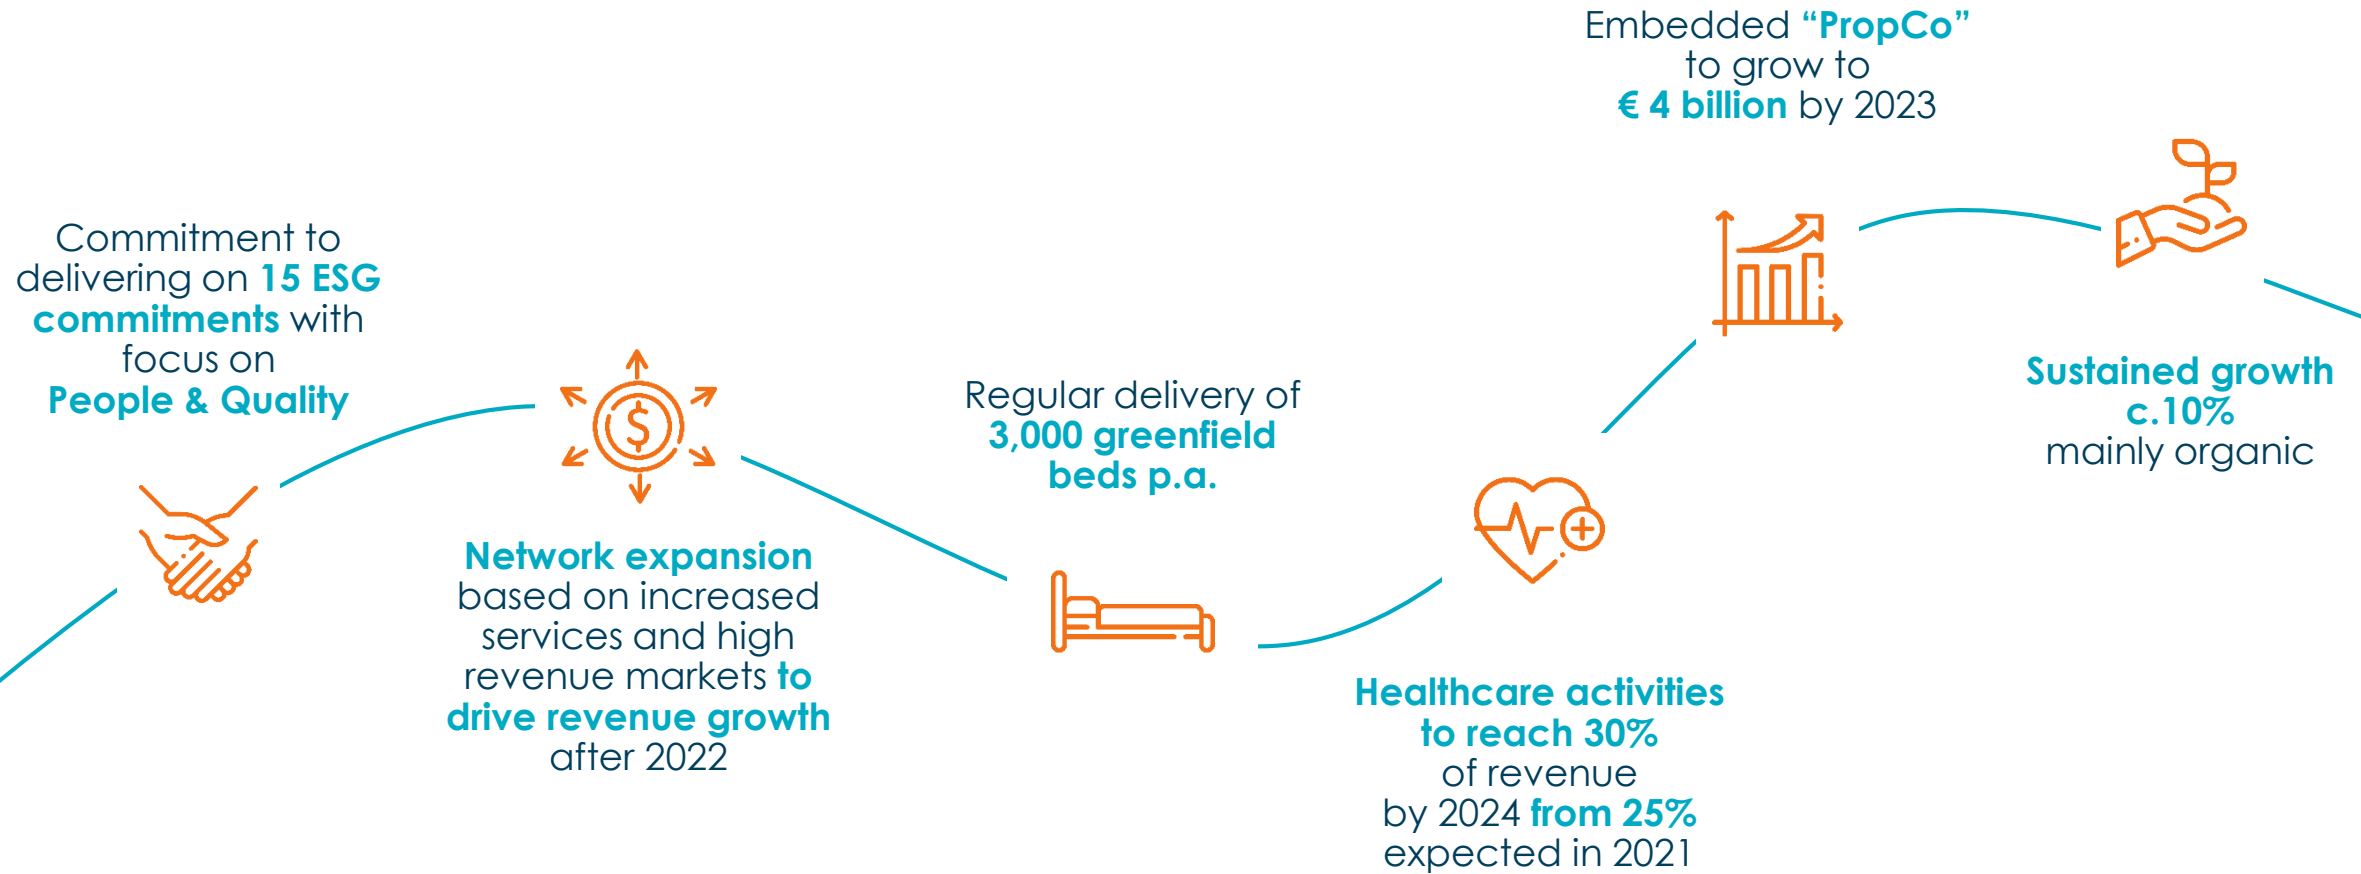 Commitment to
delivering on 15 ESG
commitments with
focus on
People & Quality
$
Network expansion
based on increased
services and high
revenue markets to
drive revenue growth
after 2022
Regular delivery of
3,000 greenfield
beds p.a.
Healthcare activities
to reach 30%
of revenue
by 2024 from 25%
expected in 2021
Embedded “PropCo”
to grow to
€ 4 billion by 2023
Sustained growth
c.10%
mainly organic